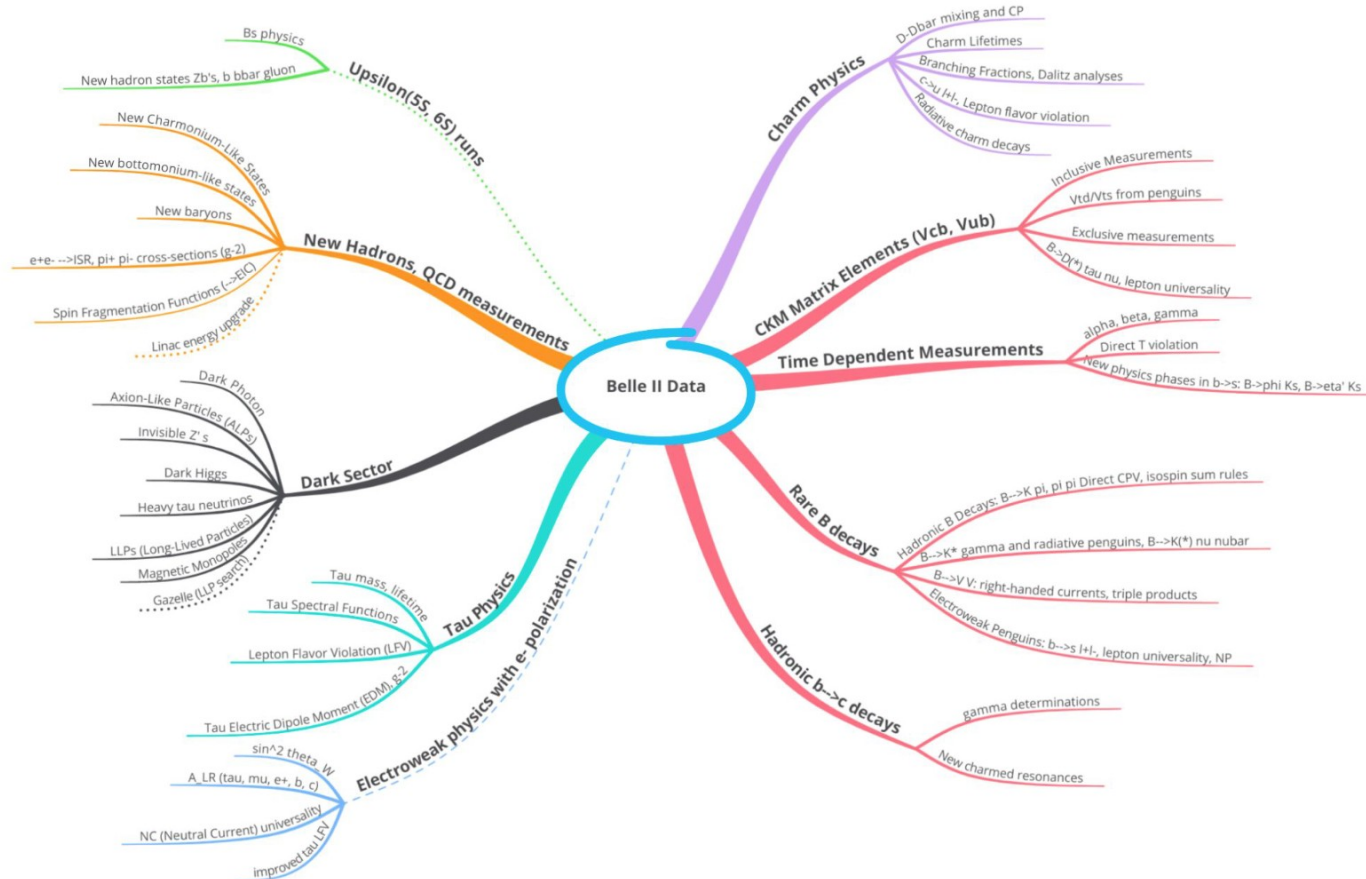 Belle II Data
Charm Physics
D-Dbar mixing and CP
Charm Lifetimes
Branching Fractions, Dalitz analyses
c->u l+l-, Lepton flavor violation
Radiative charm decays
CKM Matrix Elements (Vcb, Vub)
Inclusive Measurements
Vtd/Vts from penguins
Exclusive measurements
B->D(*) tau nu, lepton universality
Time Dependent Measurements
alpha, beta, gamma
Direct T violation
New physics phases in b->s: B->phi Ks, B->eta' Ks
Rare B decays
Hadronic B Decays: B-->K pi, pi pi Direct CPV, isospin sum rules
B-->K* gamma and radiative penguins, B-->K(*) nu nubar
B-->V V: right-handed currents, triple products
Electroweak Penguins: b-->s l+l-, lepton universality, NP
Hadronic b-->c decays
gamma determinations
New charmed resonances
Upsilon(5S, 6S) runs
Bs physics
New hadron states Zb's, b bbar gluon
New Hadrons, QCD measurements
New Charmonium-Like States
New bottomonium-like states
New baryons
e+e- -->ISR, pi+ pi- cross-sections (g-2)
Spin Fragmentation Functions (-->EIC)
Linac energy upgrade
Dark Sector
Dark Photon
Axion-Like Particles (ALPs)
Invisible Z' s
Dark Higgs
Heavy tau neutrinos
LLPs (Long-Lived Particles)
Magnetic Monopoles
Gazelle (LLP search)
Tau Physics
Tau mass, lifetime
Tau Spectral Functions
Lepton Flavor Violation (LFV)
Tau Electric Dipole Moment (EDM), g-2
Electroweak physics with e- polarization
sin^2 theta_W
A_LR (tau, mu, e+, b, c)
NC (Neutral Current) universality
improved tau LFV